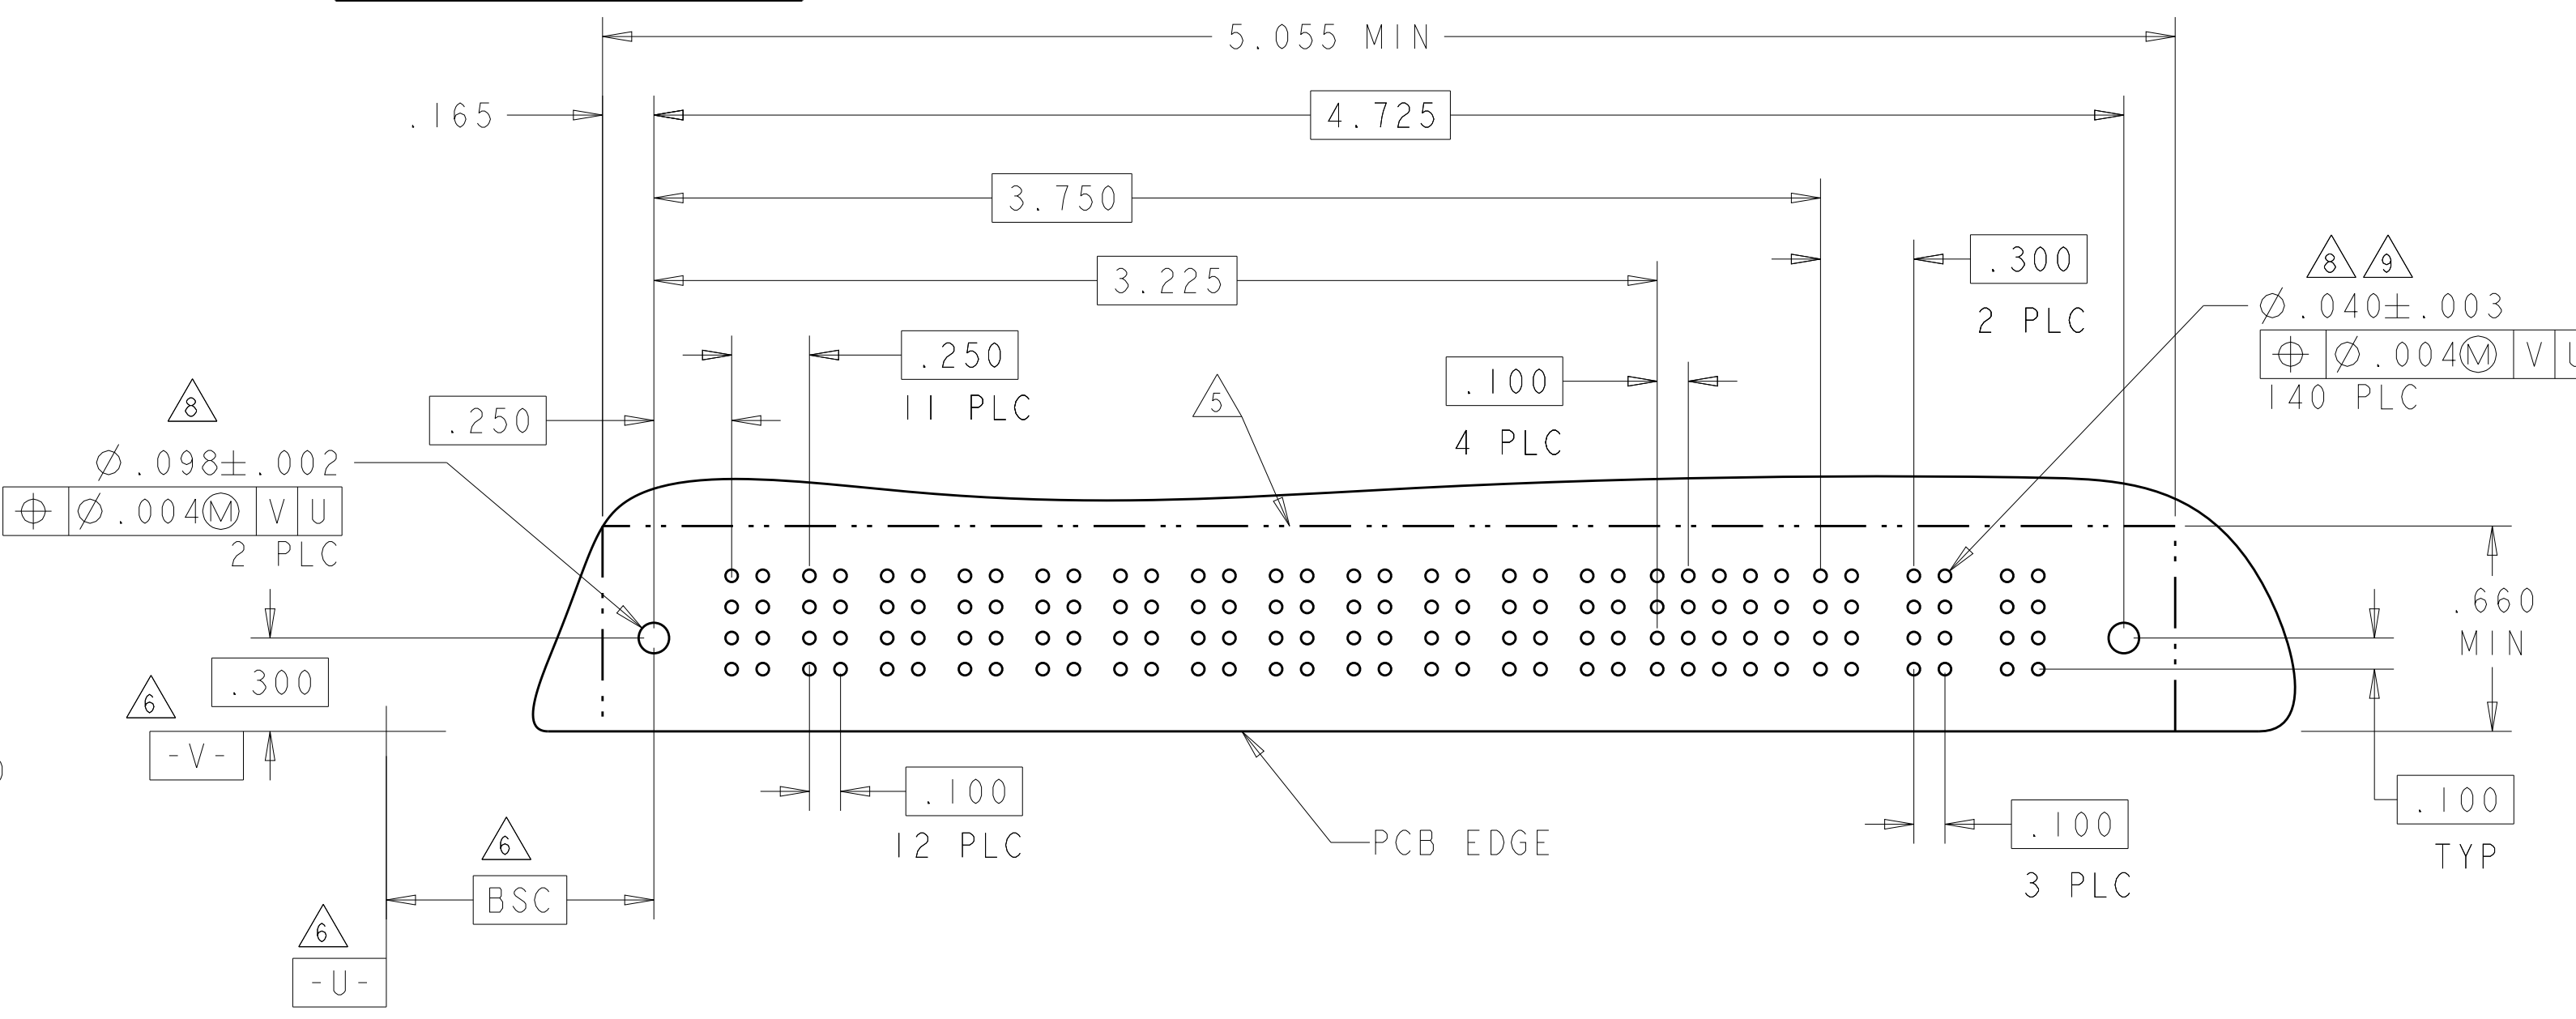 5.055 MIN
.165
4.725
3.750
3.225
.300
2 PLC
8 9
⌀.040±.003
⌖ ⌀.004Ⓜ V U
140 PLC
.250
11 PLC
.100
4 PLC
5
.250
8
⌀.098±.002
⌖ ⌀.004Ⓜ V U
2 PLC
.660
MIN
.300
6
-V-
.100
12 PLC
PCB EDGE
.100
3 PLC
.100
TYP
6
BSC
6
-U-